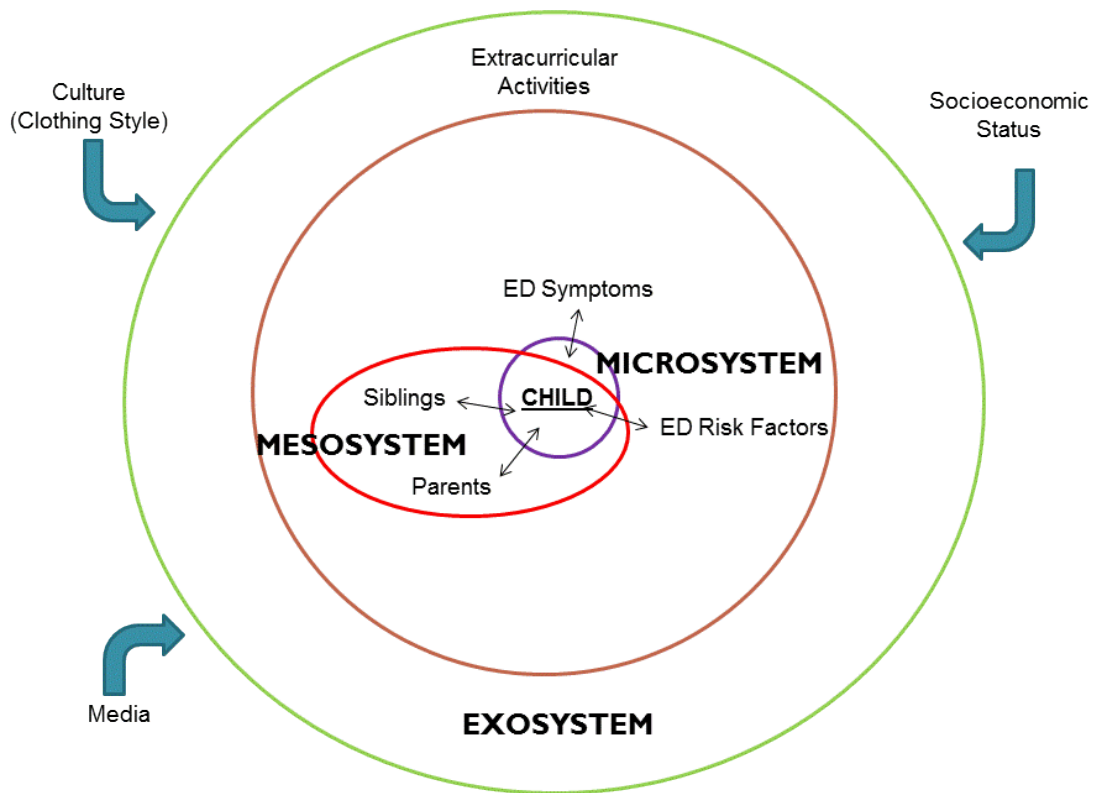 Extracurricular
Activities
Culture
(Clothing Style)
Socioeconomic
Status
ED Symptoms
MICROSYSTEM
CHILD
Siblings
ED Risk Factors
MESOSYSTEM
Parents
Media
EXOSYSTEM